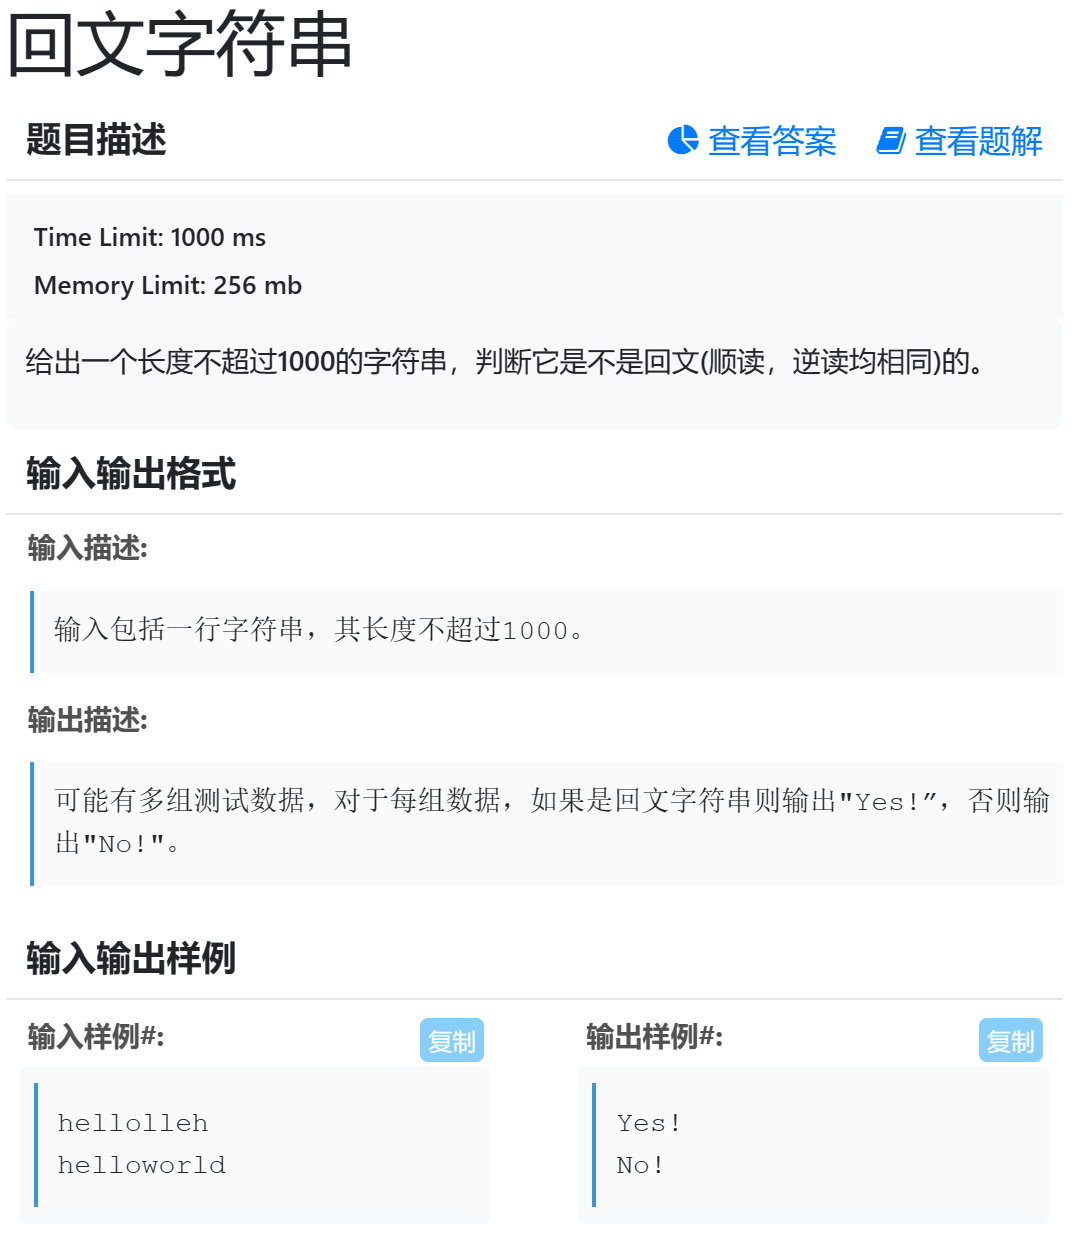 回文字符串
题目描述
查看答案 查看题解
Time Limit: 1000 ms
Memory Limit: 256 mb
给出一个长度不超过1000的字符串，判断它是不是回文(顺读，逆读均相同)的。
输入输出格式
输入描述:
输入包括一行字符串，其长度不超过1000。
输出描述:
可能有多组测试数据，对于每组数据，如果是回文字符串则输出"Yes!”，否则输
出"No!"。
输入输出样例
输入样例#:
复制
hellolleh
helloworld
输出样例#:
复制
Yes!
No!